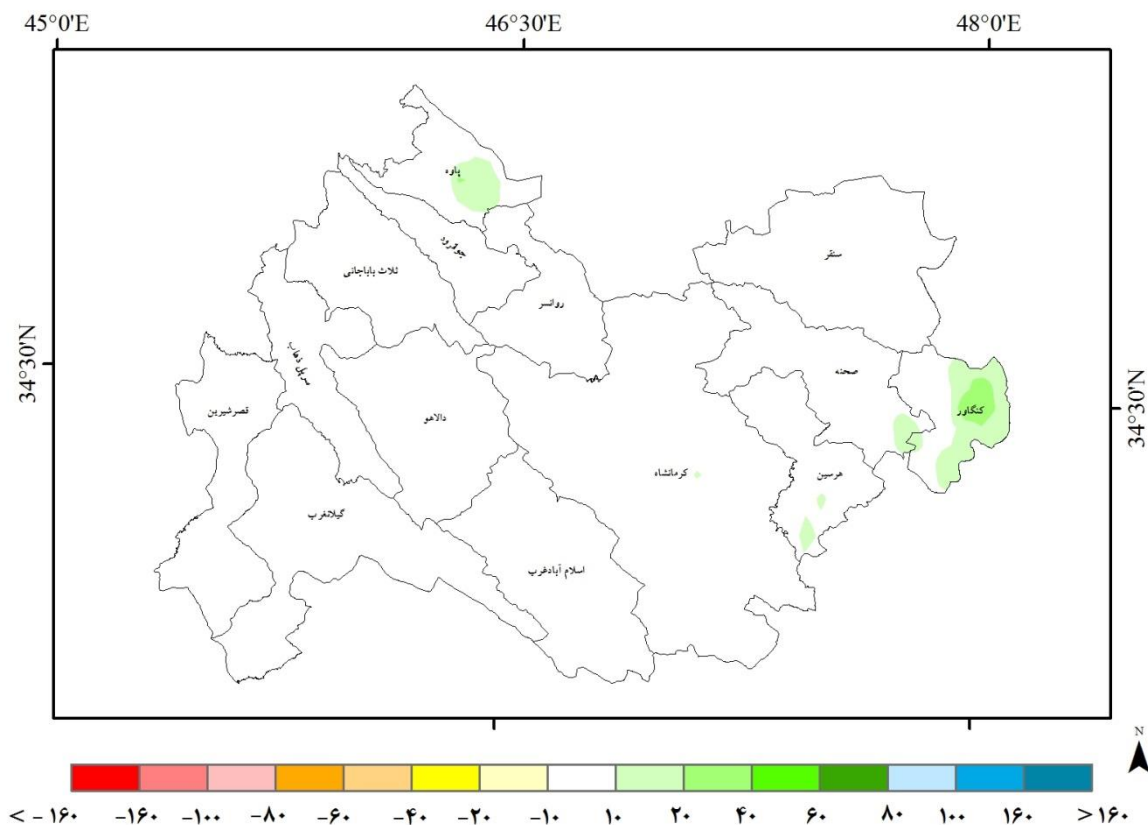 45°0'E 46°30'E 48°0'E
پاوه
جوانرود
سنقر
ثلاث باباجانی
روانسر
34°30'N
سرپل ذهاب
صحنه
قصرشیرین
دالاهو
کنگاور
34°30'N
کرمانشاه
هرسین
گیلانغرب
اسلام آبادغرب
N
< -۱۶۰ -۱۶۰ -۱۰۰ -۸۰ -۶۰ -۴۰ -۲۰ -۱۰ ۱۰ ۲۰ ۴۰ ۶۰ ۸۰ ۱۰۰ ۱۶۰ >۱۶۰